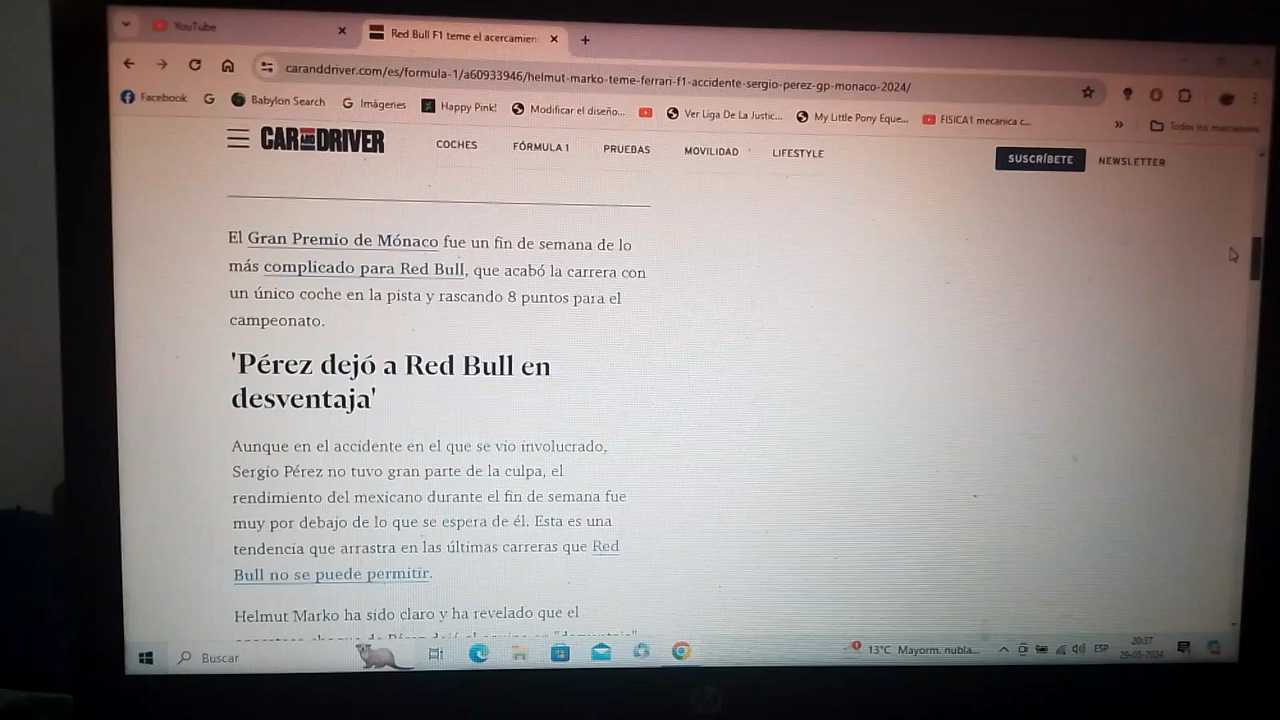 YouTube
Red Bull F1 teme el acercamien
caranddriver.com/es/formula-1/a60933946/helmut-marko-teme-ferrari-f1-accidente-sergio-perez-gp-monaco-2024/
Facebook Babylon Search Imágenes Happy Pink! Modificar el diseño... Ver Liga De La Justic... My Little Pony Eque... FISICA1 mecanica c... » Todos los marcadores
CAR AND DRIVER COCHES FÓRMULA 1 PRUEBAS MOVILIDAD LIFESTYLE SUSCRÍBETE NEWSLETTER
El Gran Premio de Mónaco fue un fin de semana de lo
más complicado para Red Bull, que acabó la carrera con
un único coche en la pista y rascando 8 puntos para el
campeonato.
'Pérez dejó a Red Bull en
desventaja'
Aunque en el accidente en el que se vio involucrado,
Sergio Pérez no tuvo gran parte de la culpa, el
rendimiento del mexicano durante el fin de semana fue
muy por debajo de lo que se espera de él. Esta es una
tendencia que arrastra en las últimas carreras que Red
Bull no se puede permitir.
Helmut Marko ha sido claro y ha revelado que el
Buscar 13°C Mayorm. nubla... ESP 20:37
29-05-2024